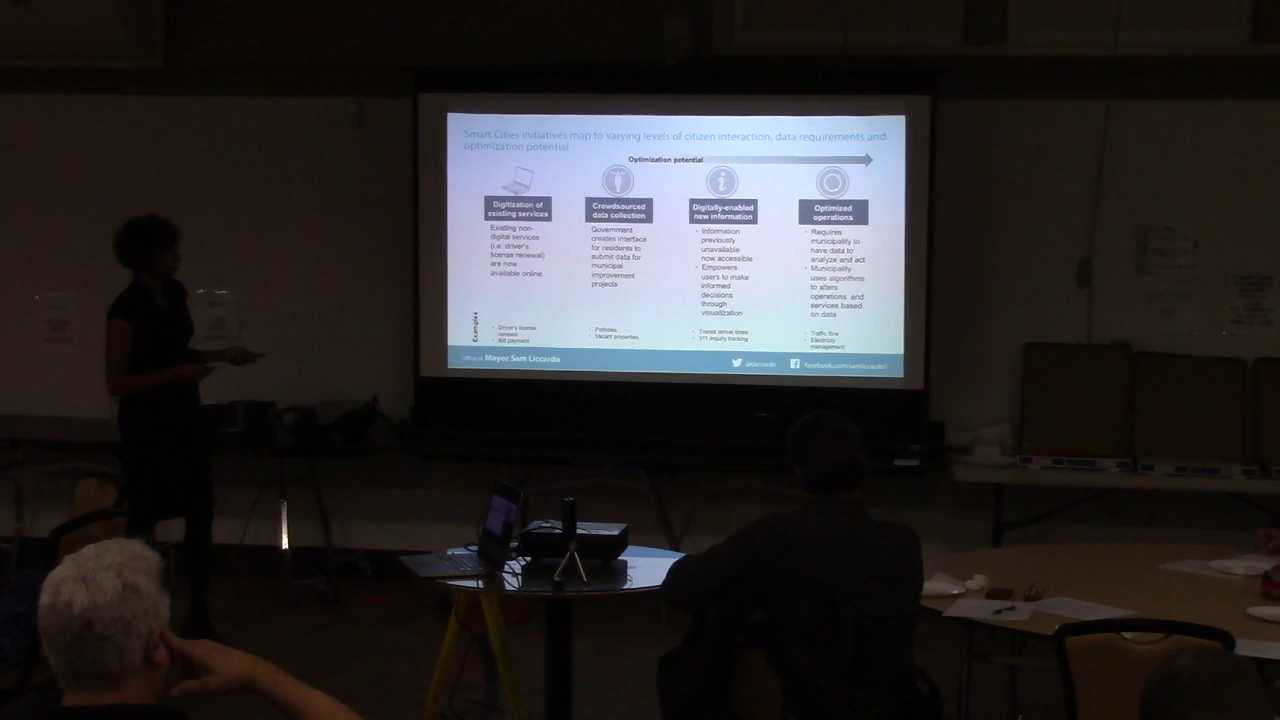 Smart Cities initiatives map to varying levels of citizen interaction, data requirements and
optimization potential
Optimization potential
Digitization of
existing services
Existing non-
digital services
(i.e. driver's
license renewal)
are now
available online
Crowdsourced
data collection
Government
creates interface
for residents to
submit data for
municipal
improvement
projects
Digitally-enabled
new information
· Information
previously
unavailable
now accessible
· Empowers
users to make
informed
decisions
through
visualization
Optimized
operations
· Requires
municipality to
have data to
analyze and act
· Municipality
uses algorithms
to alters
operations and
services based
on data
Examples
· Driver's license
renewal
· Bill payment
· Potholes
· Vacant properties
· Transit arrival times
· 311 inquiry tracking
· Traffic flow
· Electricity
management
Office of Mayor Sam Liccardo
@sliccardo
facebook.com/samliccardo1